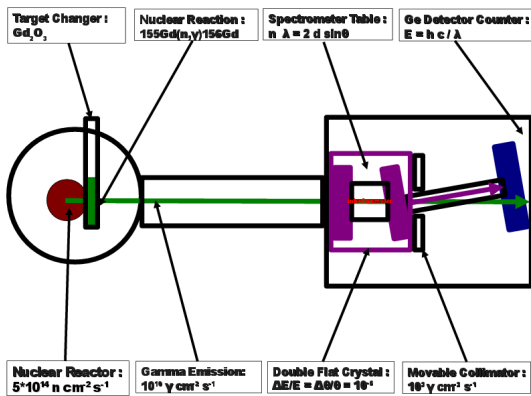 Target Changer :
Gd₂O₃
Nuclear Reaction :
155Gd(n,γ)156Gd
Spectrometer Table :
n λ = 2 d sinθ
Ge Detector Counter :
E = h c / λ
Nuclear Reactor :
5*10¹⁴ n cm⁻² s⁻¹
Gamma Emission:
10¹⁶ γ cm⁻² s⁻¹
Double Flat Crystal :
ΔE/E = Δθ/θ = 10⁻⁶
Movable Collimator :
10³ γ cm⁻² s⁻¹